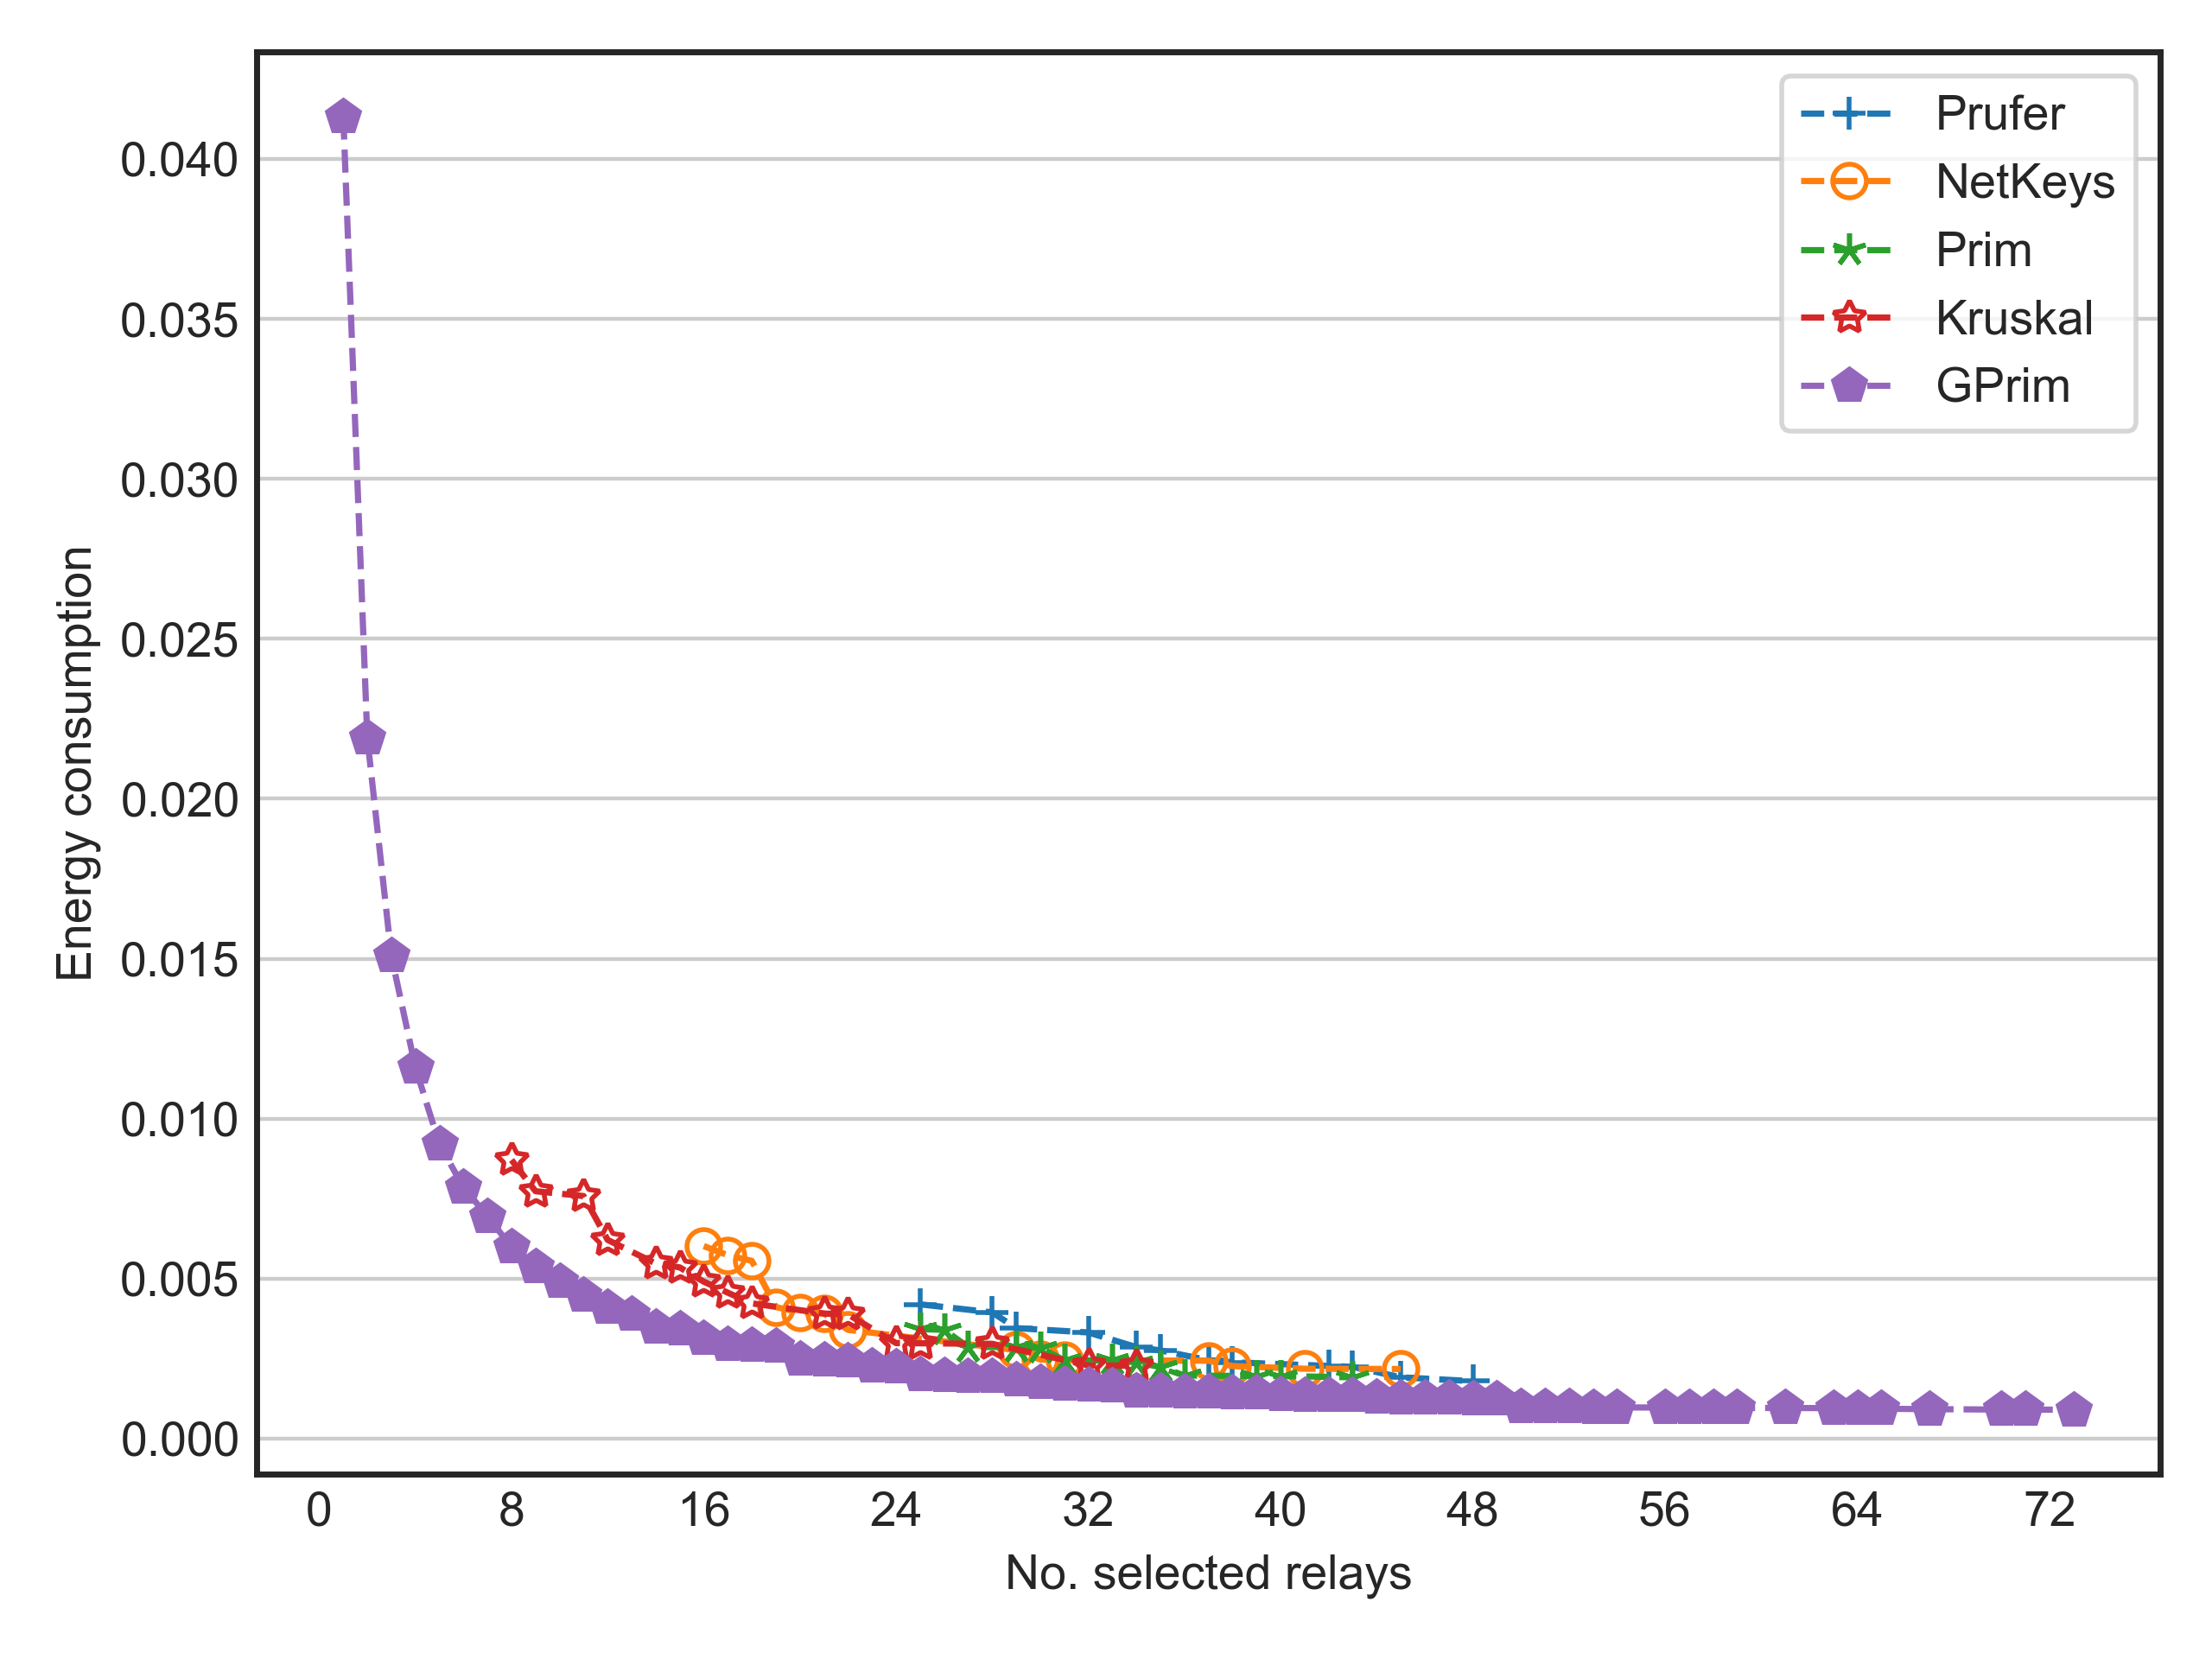 Prufer
NetKeys
Prim
Kruskal
GPrim
Energy consumption
0.040
0.035
0.030
0.025
0.020
0.015
0.010
0.005
0.000
0 8 16 24 32 40 48 56 64 72
No. selected relays